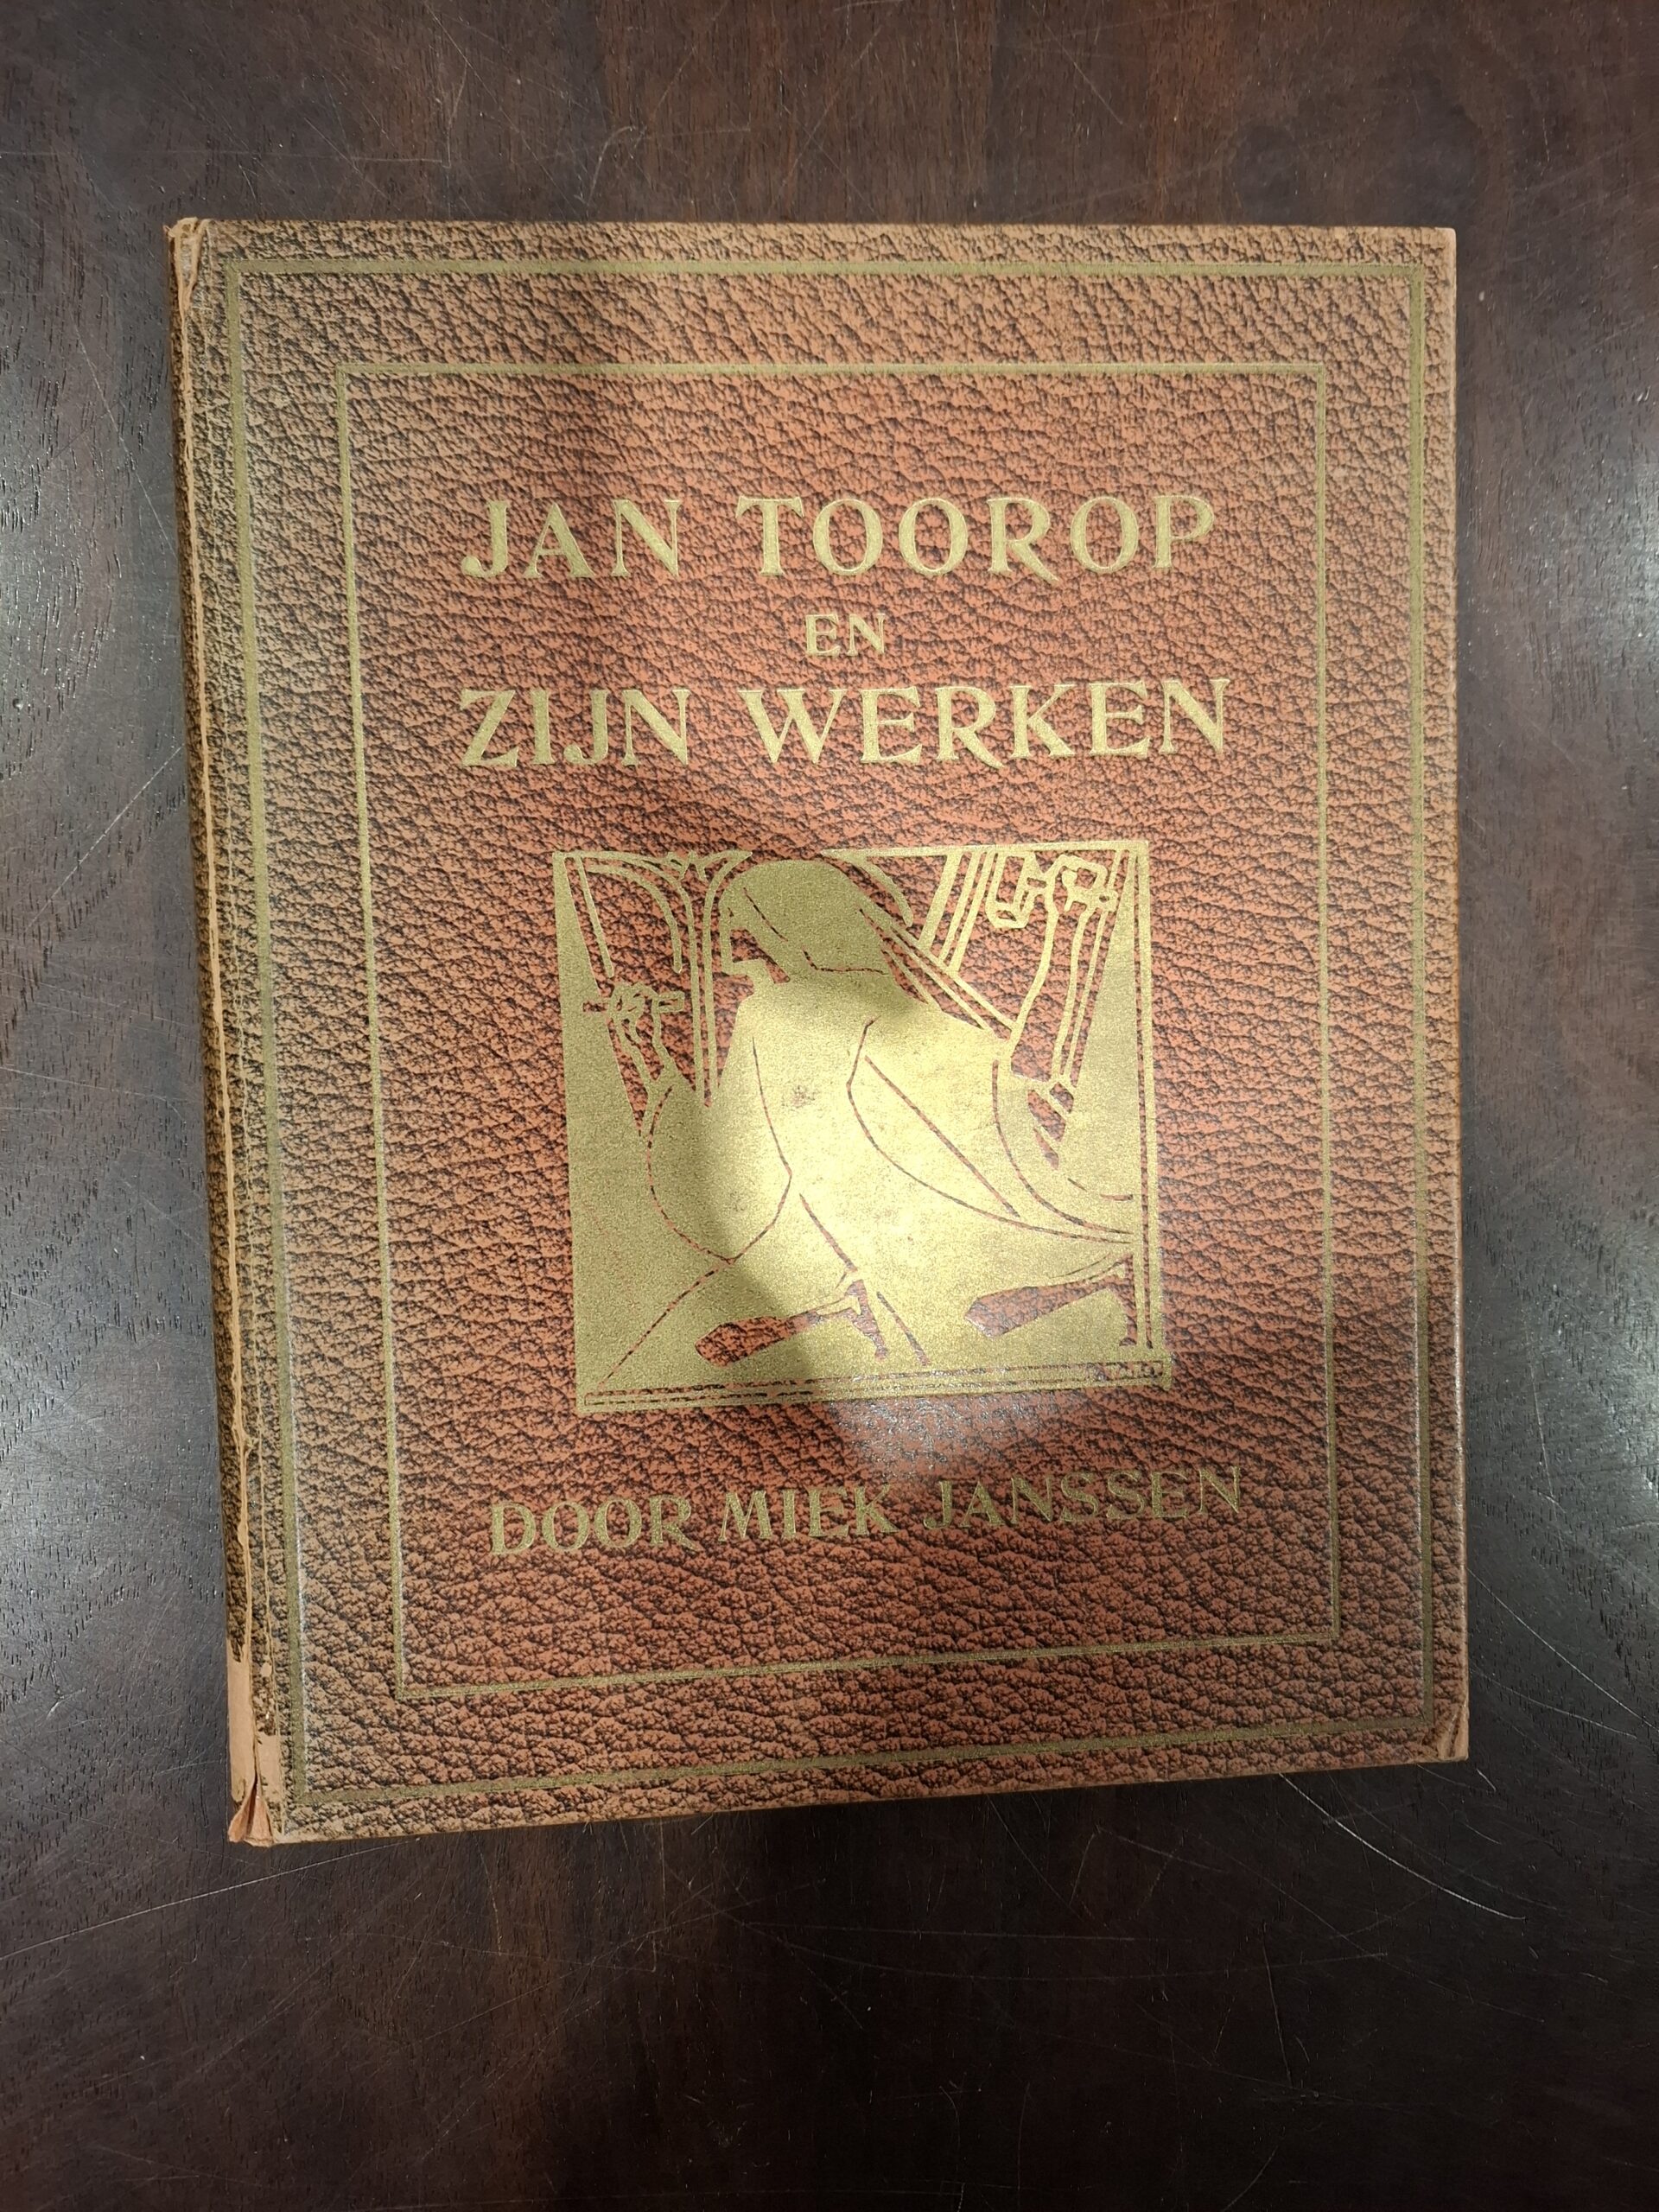 JAN TOOROP
EN
ZIJN WERKEN
DOOR MIEK JANSSEN